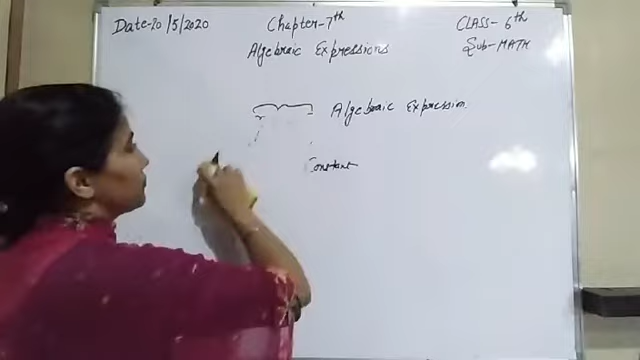 Date-20/5/2020 Chapter-7th CLASS- 6th
Algebraic Expressions Sub-MATH
Algebraic Expression
Constant